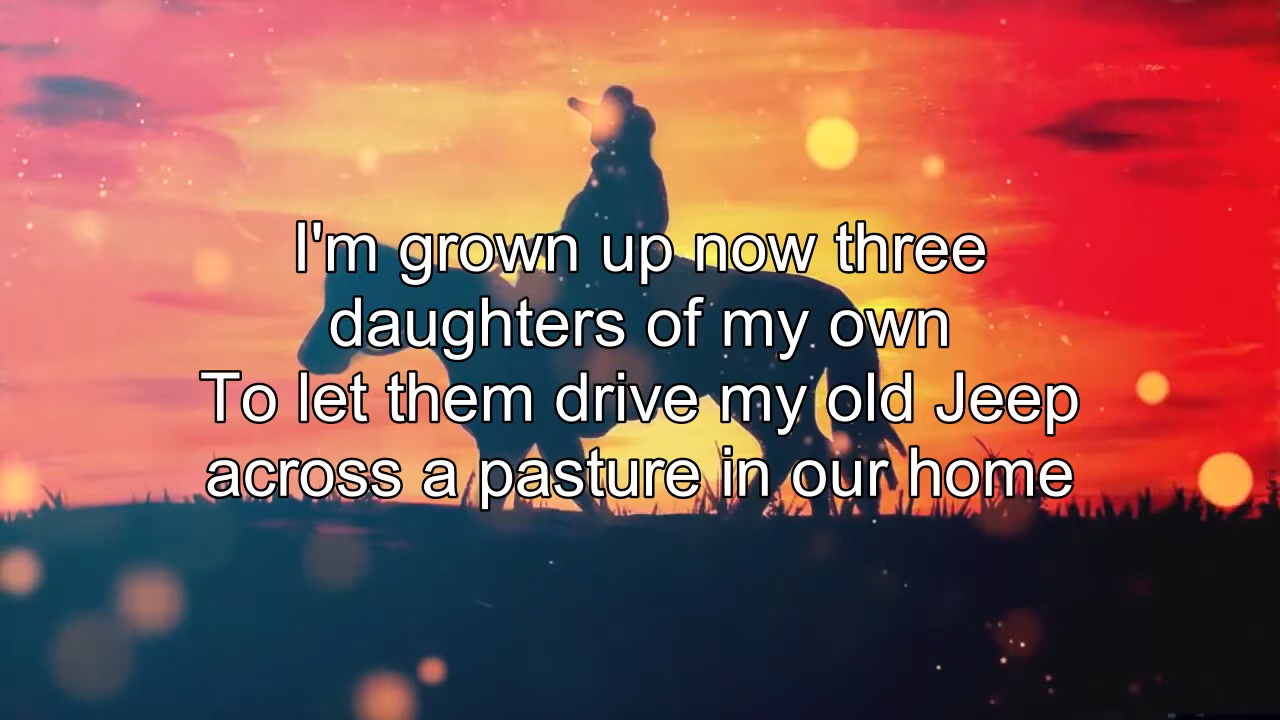 I'm grown up now three
daughters of my own
To let them drive my old Jeep
across a pasture in our home